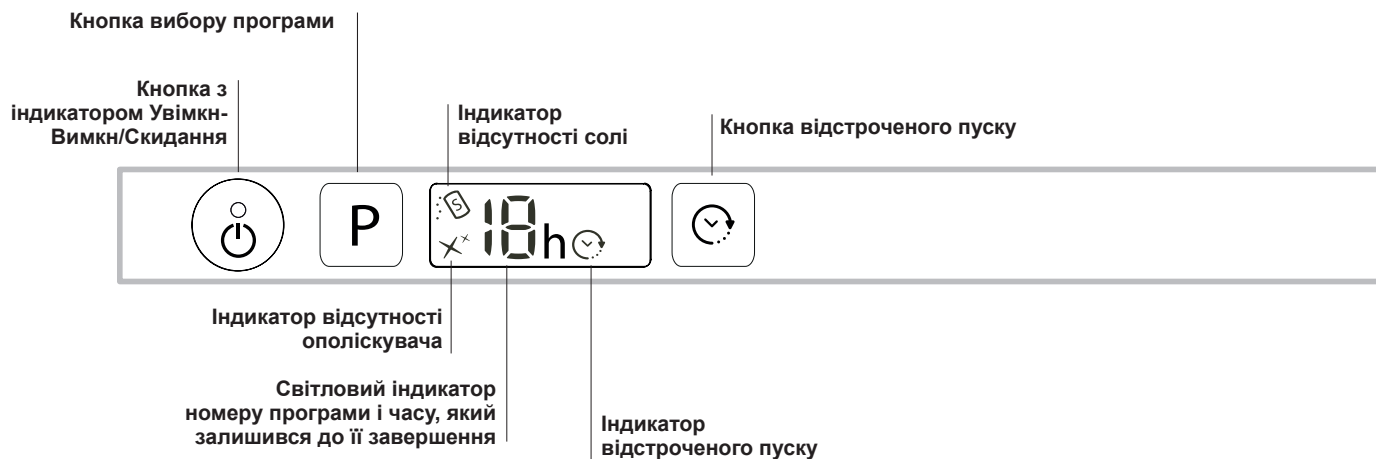 Кнопка вибору програми
Кнопка з
індикатором Увімкн-
Вимкн/Скидання
Індикатор
відсутності солі
Кнопка відстроченого пуску
P
S
18h
Індикатор відсутності
ополіскувача
Світловий індикатор
номеру програми і часу, який
залишився до її завершення
Індикатор
відстроченого пуску